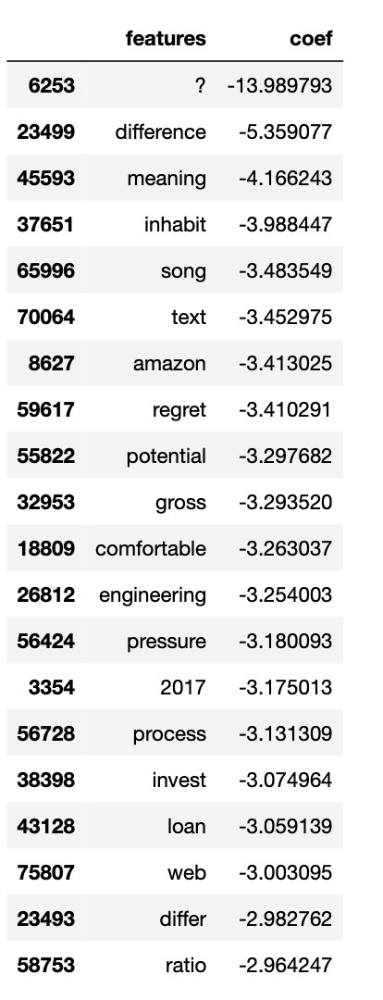 features coef
6253 ? -13.989793
23499 difference -5.359077
45593 meaning -4.166243
37651 inhabit -3.988447
65996 song -3.483549
70064 text -3.452975
8627 amazon -3.413025
59617 regret -3.410291
55822 potential -3.297682
32953 gross -3.293520
18809 comfortable -3.263037
26812 engineering -3.254003
56424 pressure -3.180093
3354 2017 -3.175013
56728 process -3.131309
38398 invest -3.074964
43128 loan -3.059139
75807 web -3.003095
23493 differ -2.982762
58753 ratio -2.964247